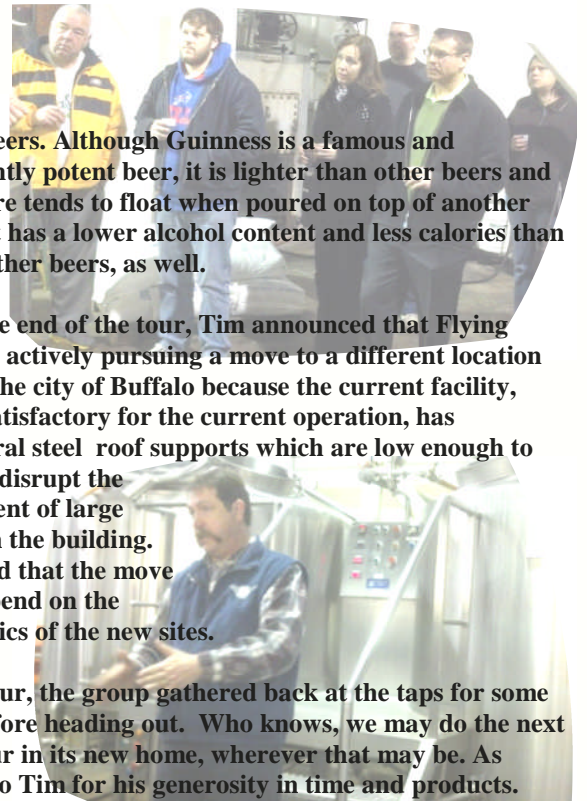 eers. Although Guinness is a famous and
ntly potent beer, it is lighter than other beers and
re tends to float when poured on top of another
has a lower alcohol content and less calories than
ther beers, as well.
e end of the tour, Tim announced that Flying
actively pursuing a move to a different location
he city of Buffalo because the current facility,
atisfactory for the current operation, has
ral steel roof supports which are low enough to
disrupt the
ent of large
n the building.
d that the move
pend on the
ics of the new sites.
ur, the group gathered back at the taps for some
fore heading out. Who knows, we may do the next
ur in its new home, wherever that may be. As
o Tim for his generosity in time and products.